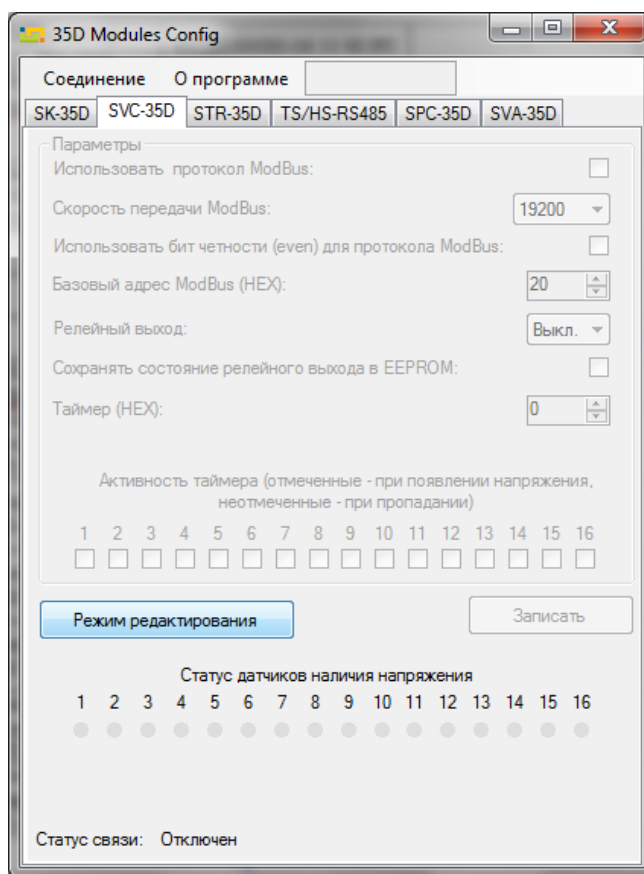 35D Modules Config
Соединение О программе
SK-35D SVC-35D STR-35D TS/HS-RS485 SPC-35D SVA-35D
Параметры
Использовать протокол ModBus:
Скорость передачи ModBus: 19200
Использовать бит четности (even) для протокола ModBus:
Базовый адрес ModBus (HEX): 20
Релейный выход: Выкл.
Сохранять состояние релейного выхода в EEPROM:
Таймер (HEX): 0
Активность таймера (отмеченные - при появлении напряжения,
неотмеченные - при пропадании)
1 2 3 4 5 6 7 8 9 10 11 12 13 14 15 16
Режим редактирования Записать
Статус датчиков наличия напряжения
1 2 3 4 5 6 7 8 9 10 11 12 13 14 15 16
Статус связи: Отключен